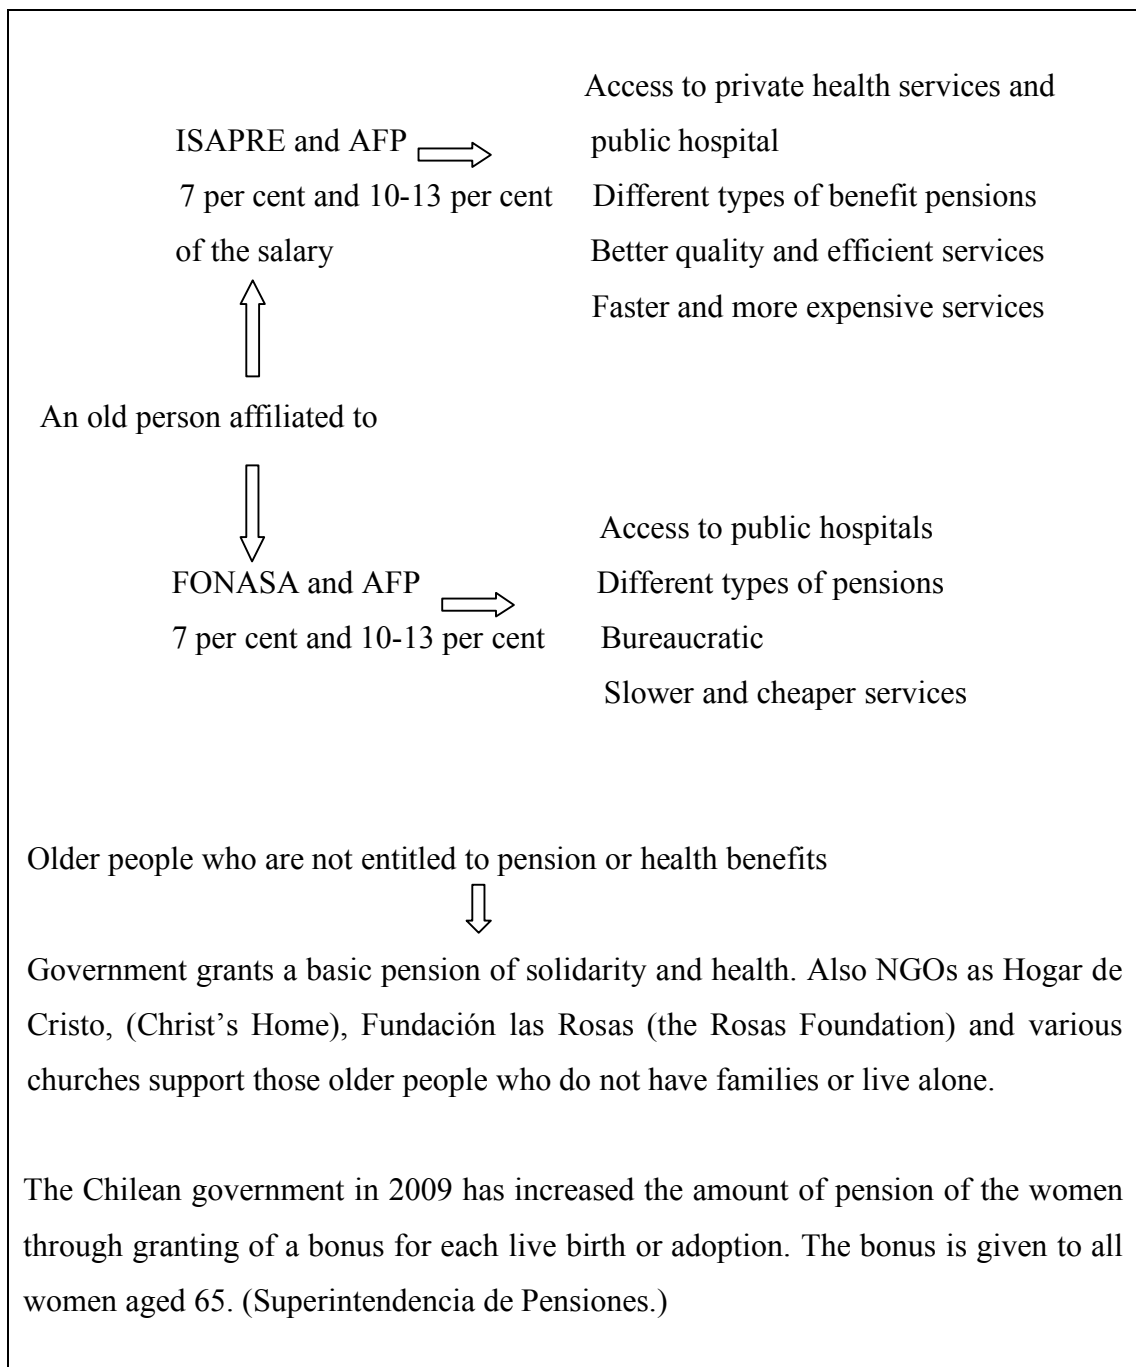 Access to private health services and
ISAPRE and AFP
public hospital
7 per cent and 10-13 per cent
Different types of benefit pensions
of the salary
Better quality and efficient services
Faster and more expensive services
An old person affiliated to
Access to public hospitals
FONASA and AFP
Different types of pensions
7 per cent and 10-13 per cent
Bureaucratic
Slower and cheaper services
Older people who are not entitled to pension or health benefits
Government grants a basic pension of solidarity and health. Also NGOs as Hogar de
Cristo, (Christ’s Home), Fundación las Rosas (the Rosas Foundation) and various
churches support those older people who do not have families or live alone.
The Chilean government in 2009 has increased the amount of pension of the women
through granting of a bonus for each live birth or adoption. The bonus is given to all
women aged 65. (Superintendencia de Pensiones.)